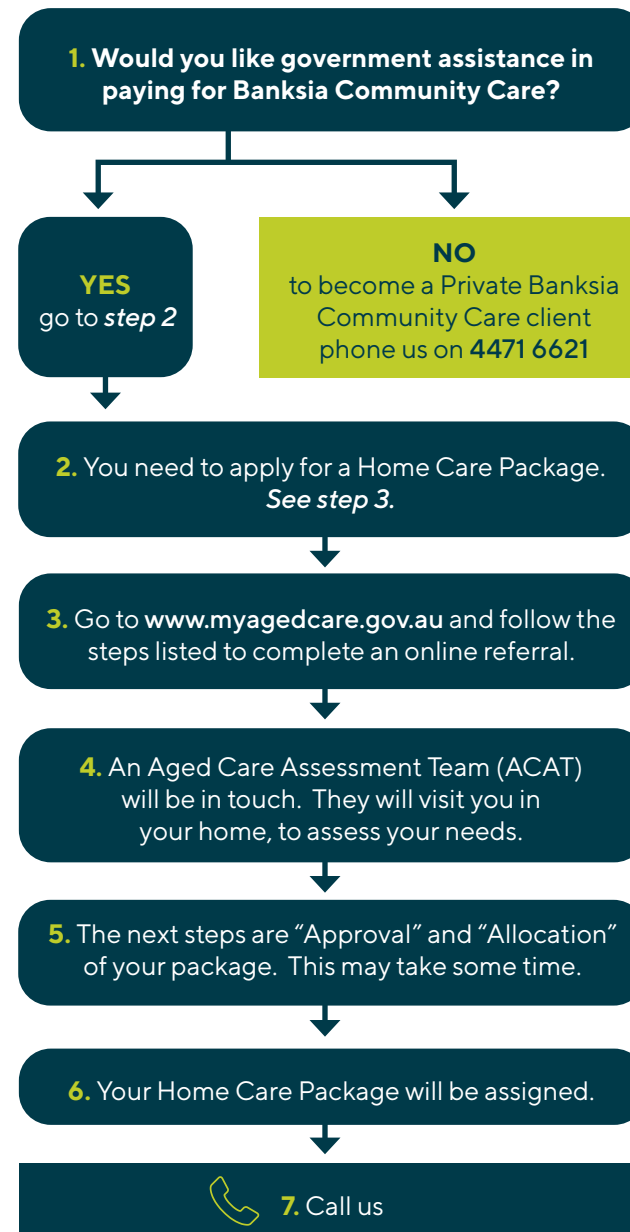 1. Would you like government assistance in
paying for Banksia Community Care?
YES
go to step 2
NO
to become a Private Banksia
Community Care client
phone us on 4471 6621
2. You need to apply for a Home Care Package.
See step 3.
3. Go to www.myagedcare.gov.au and follow the
steps listed to complete an online referral.
4. An Aged Care Assessment Team (ACAT)
will be in touch.  They will visit you in
your home, to assess your needs.
5. The next steps are “Approval” and “Allocation”
of your package.  This may take some time.
6. Your Home Care Package will be assigned.
7. Call us